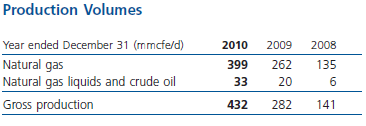 Production Volumes
Year ended December 31 (mmcfe/d) 2010 2009 2008
Natural gas 399 262 135
Natural gas liquids and crude oil 33 20 6
Gross production 432 282 141